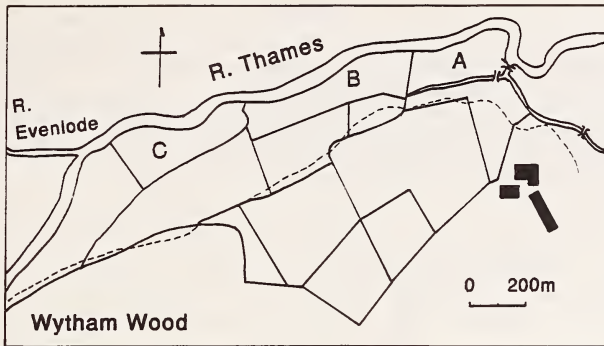 R. Thames
A
B
R.
Evenlode
C
0 200m
Wytham Wood